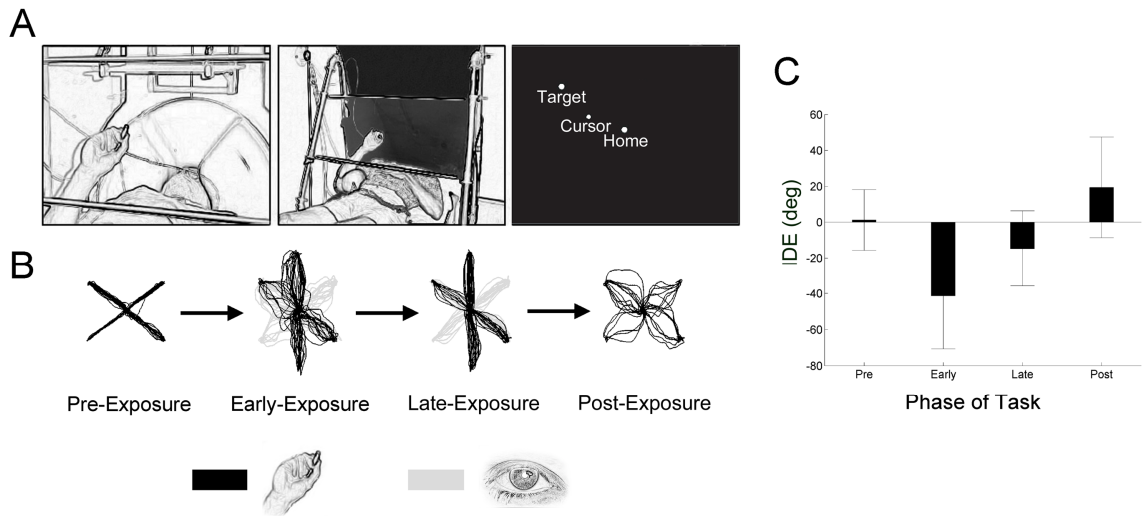 A
Target
Cursor
Home
B
Pre-Exposure
Early-Exposure
Late-Exposure
Post-Exposure
C
IDE (deg)
60
40
20
0
-20
-40
-60
-80
Pre
Early
Late
Post
Phase of Task